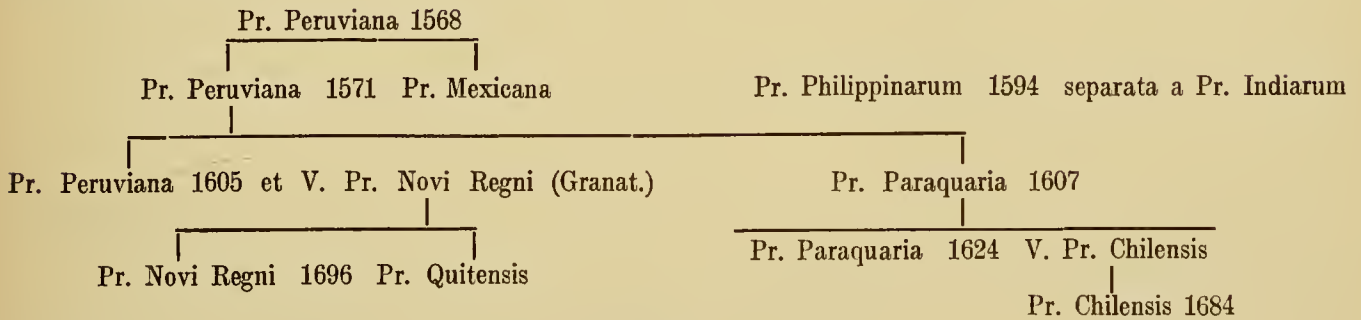 Pr. Peruviana 1568
Pr. Peruviana 1571 Pr. Mexicana
Pr. Philippinarum 1594 separata a Pr. Indiarum
Pr. Peruviana 1605 et V. Pr. Novi Regni (Granat.)
Pr. Paraquaria 1607
Pr. Novi Regni 1696 Pr. Quitensis
Pr. Paraquaria 1624 V. Pr. Chilensis
Pr. Chilensis 1684